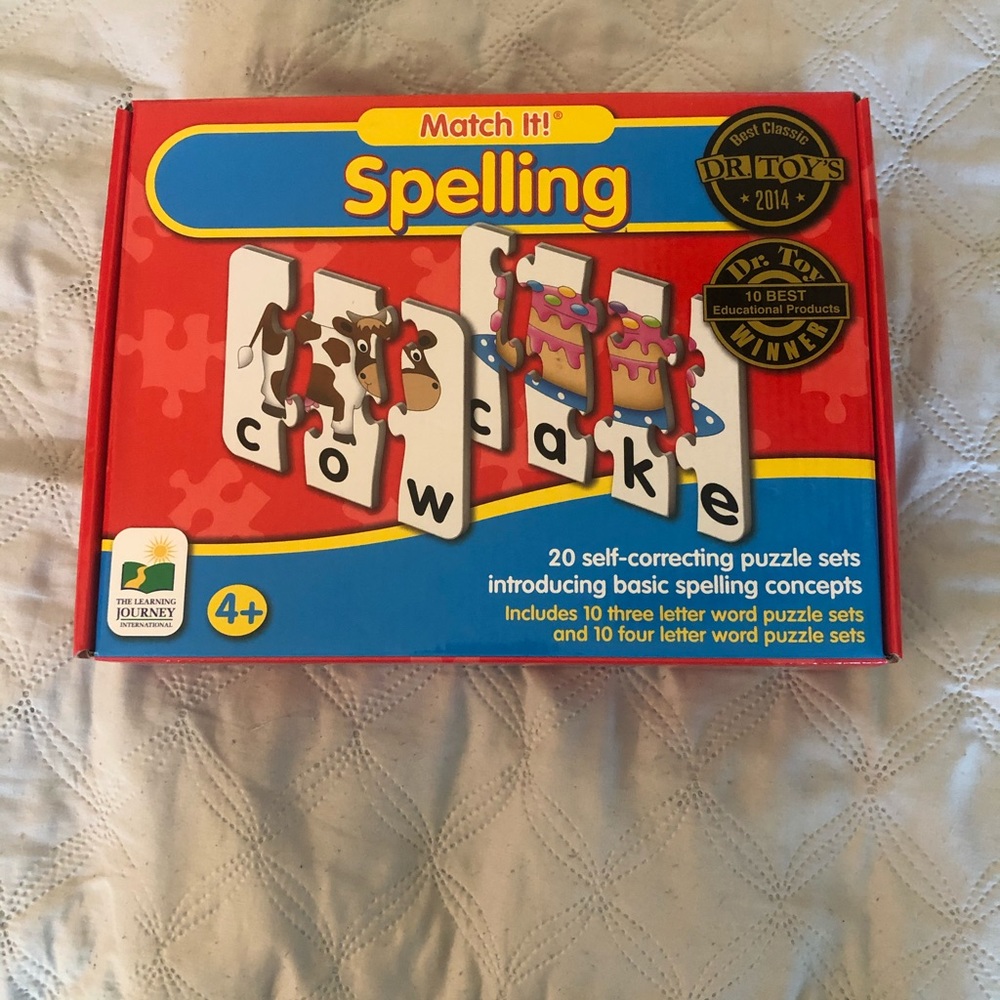 Match It!®
Spelling
Best Classic
DR. TOY'S
2014
Dr. Toy
10 BEST
Educational Products
WINNER
c o w
c a k e
20 self-correcting puzzle sets
introducing basic spelling concepts
Includes 10 three letter word puzzle sets
and 10 four letter word puzzle sets
THE LEARNING
JOURNEY
INTERNATIONAL
4+